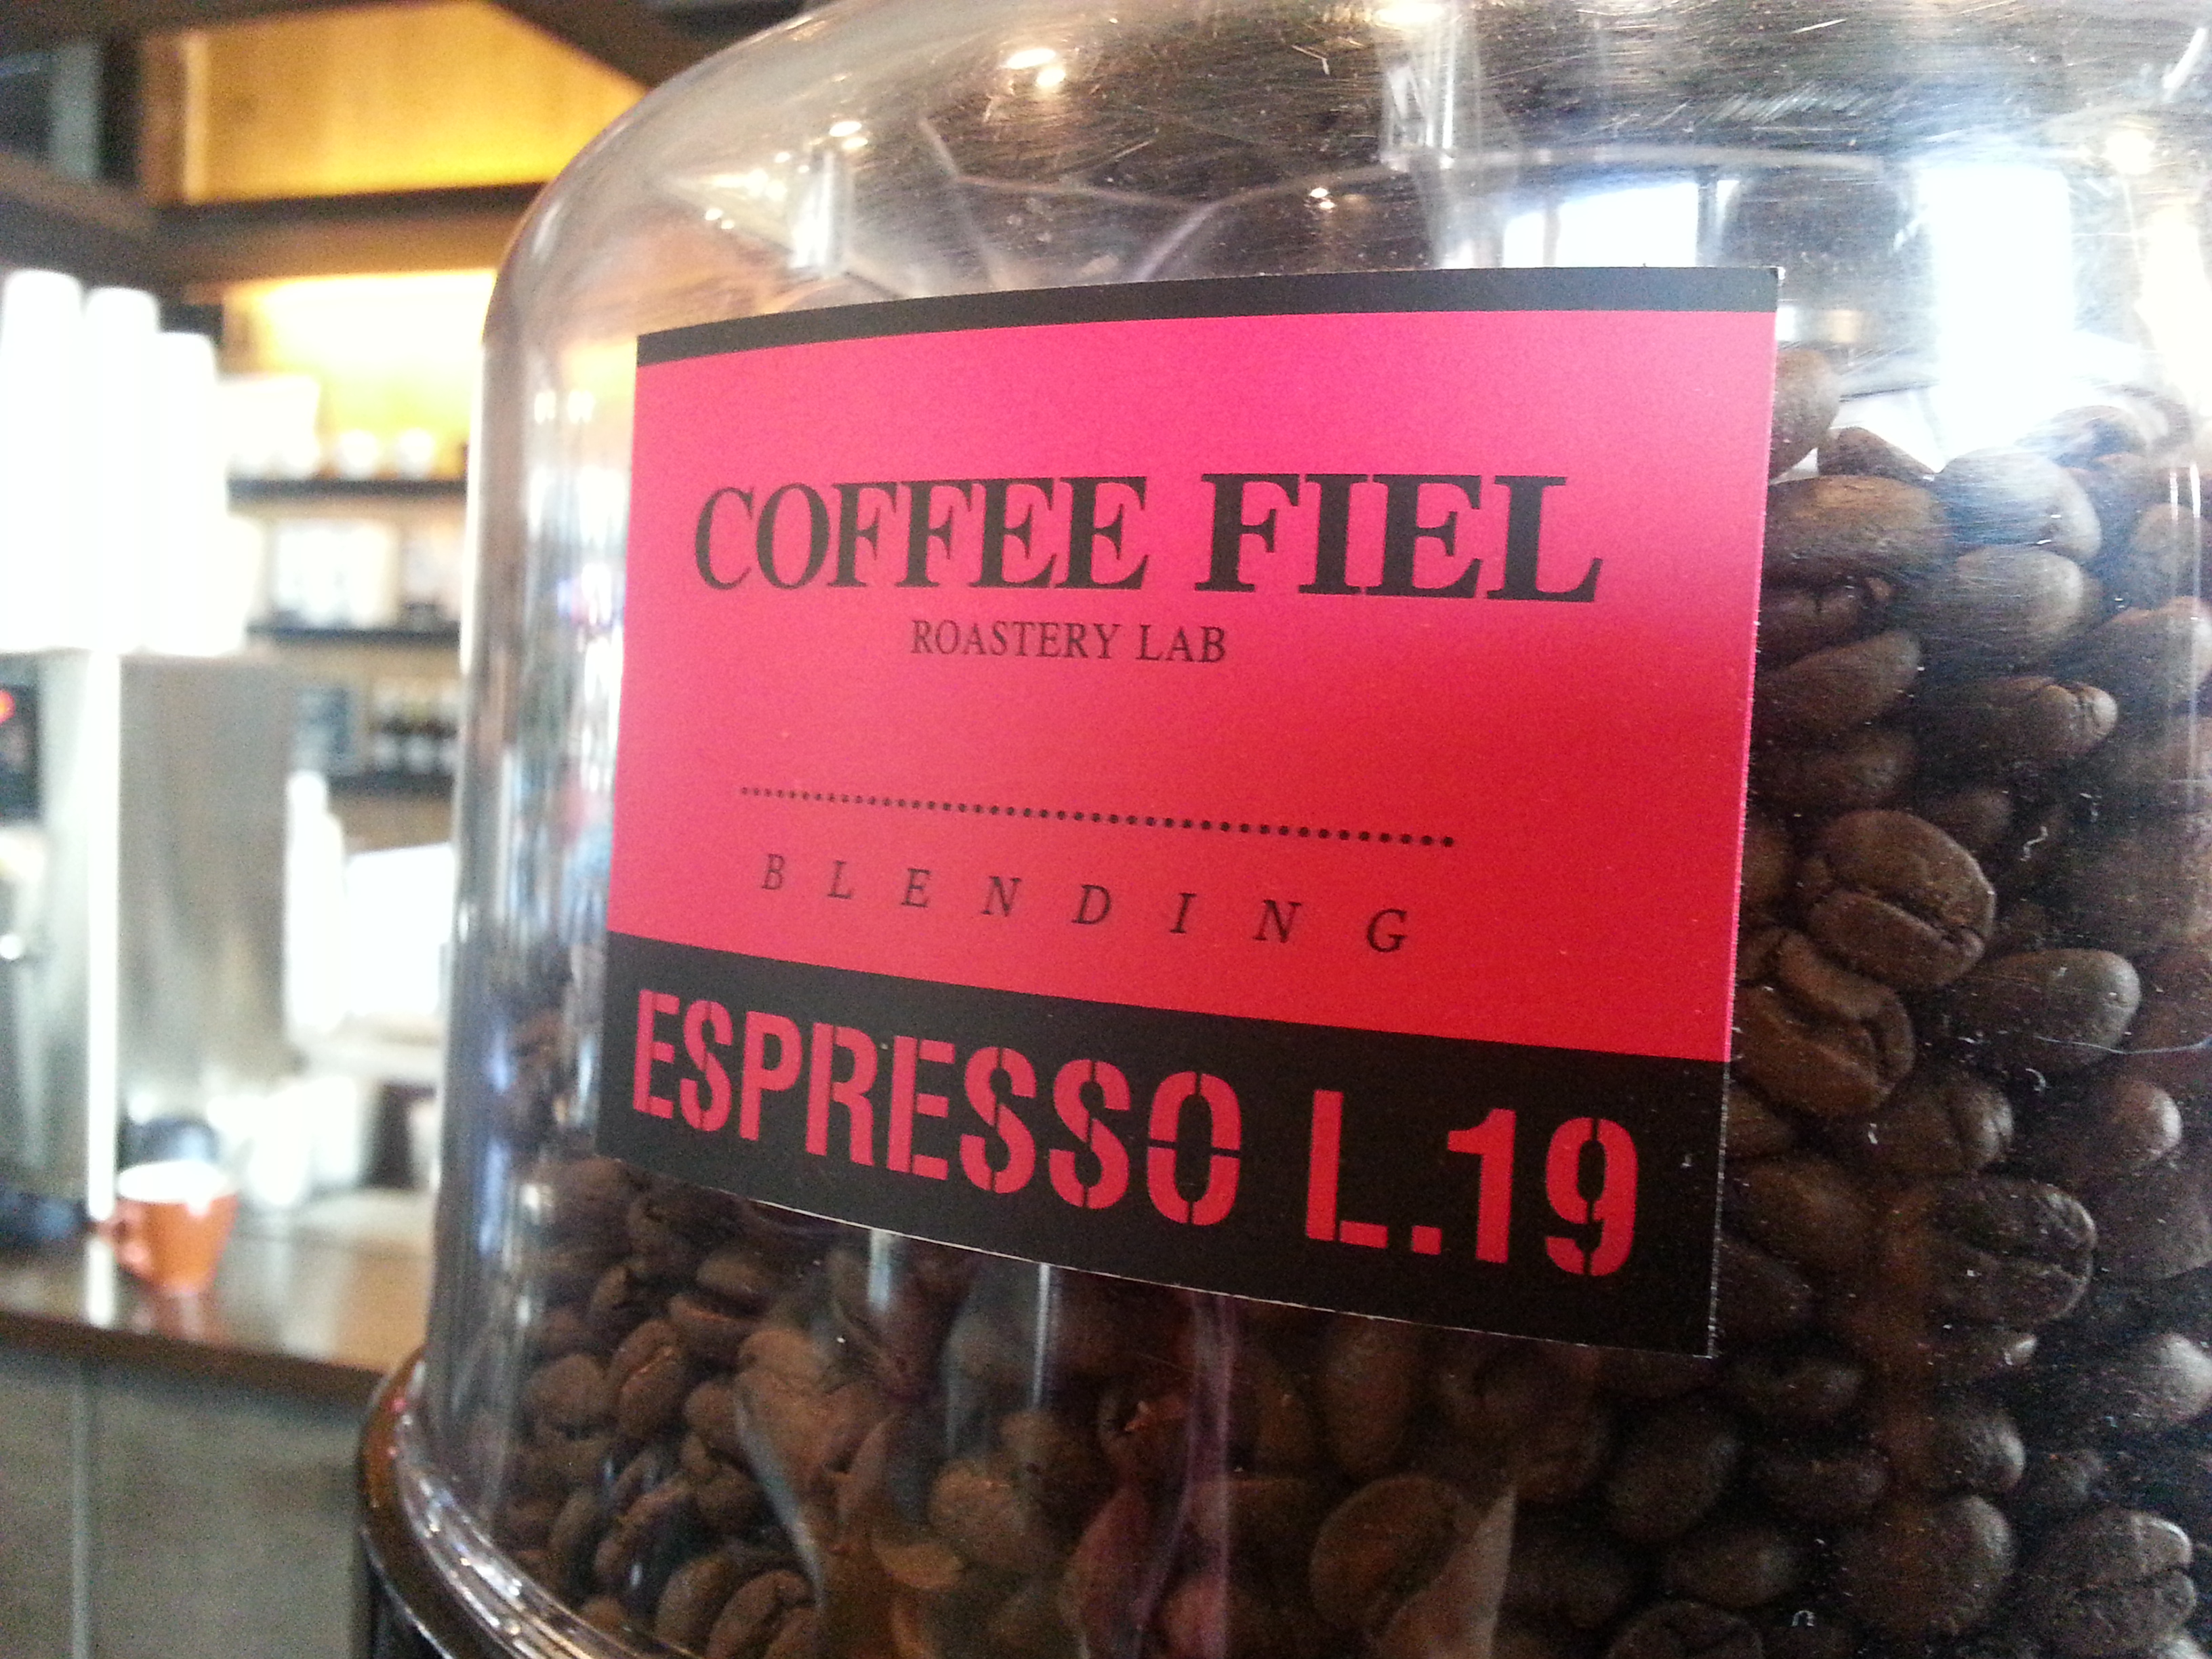 COFFEE FIEL
ROASTERY LAB
BLENDING
ESPRESSO L.19